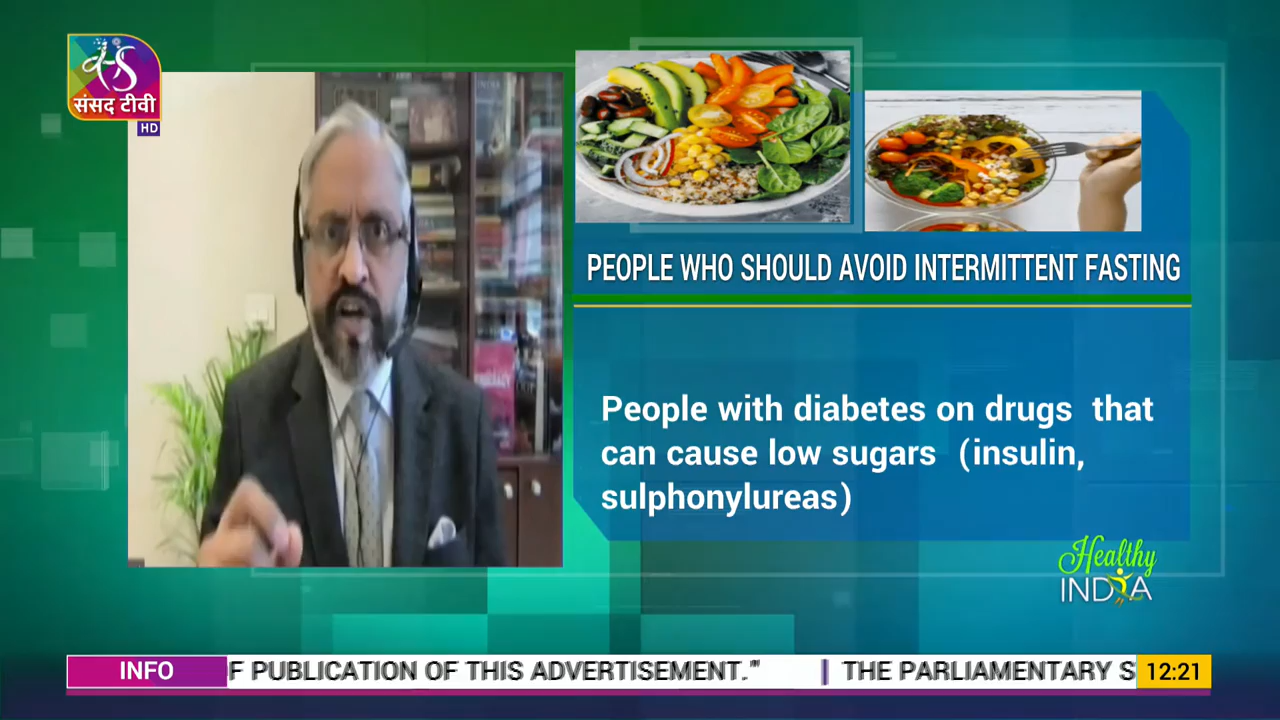 संसद टीवी
HD
PEOPLE WHO SHOULD AVOID INTERMITTENT FASTING
People with diabetes on drugs that
can cause low sugars (insulin,
sulphonylureas)
Healthy
INDIA
INFO
F PUBLICATION OF THIS ADVERTISEMENT." | THE PARLIAMENTARY S
12:21